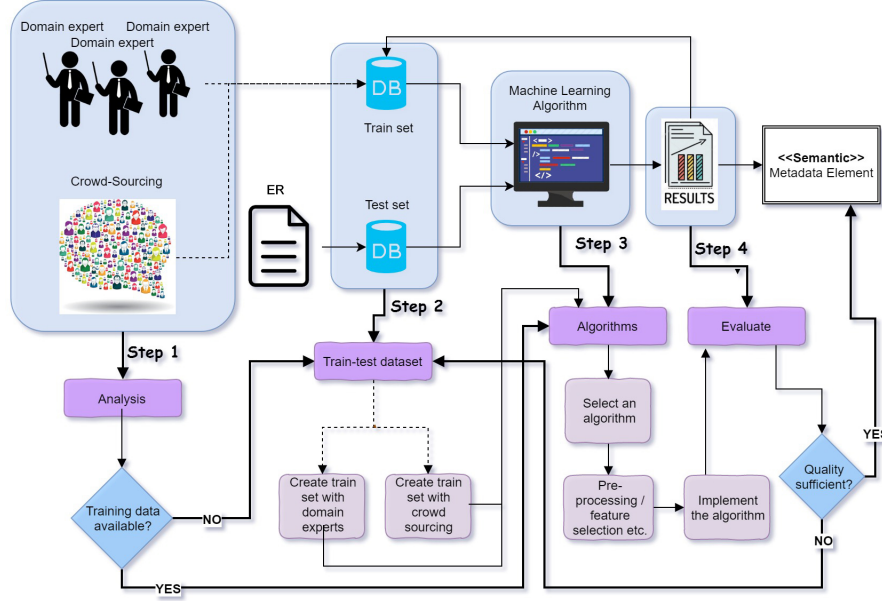 Domain expert
Domain expert
Domain expert
Crowd-Sourcing
DB
Train set
Test set
DB
ER
Machine Learning
Algorithm
RESULTS
<<Semantic>>
Metadata Element
Step 1
Step 2
Step 3
Step 4
Analysis
Train-test dataset
Algorithms
Evaluate
Training data
available?
NO
YES
Create train
set with
domain
experts
Create train
set with
crowd
sourcing
Select an
algorithm
Pre-
processing /
feature
selection etc.
Implement
the algorithm
Quality
sufficient?
YES
NO